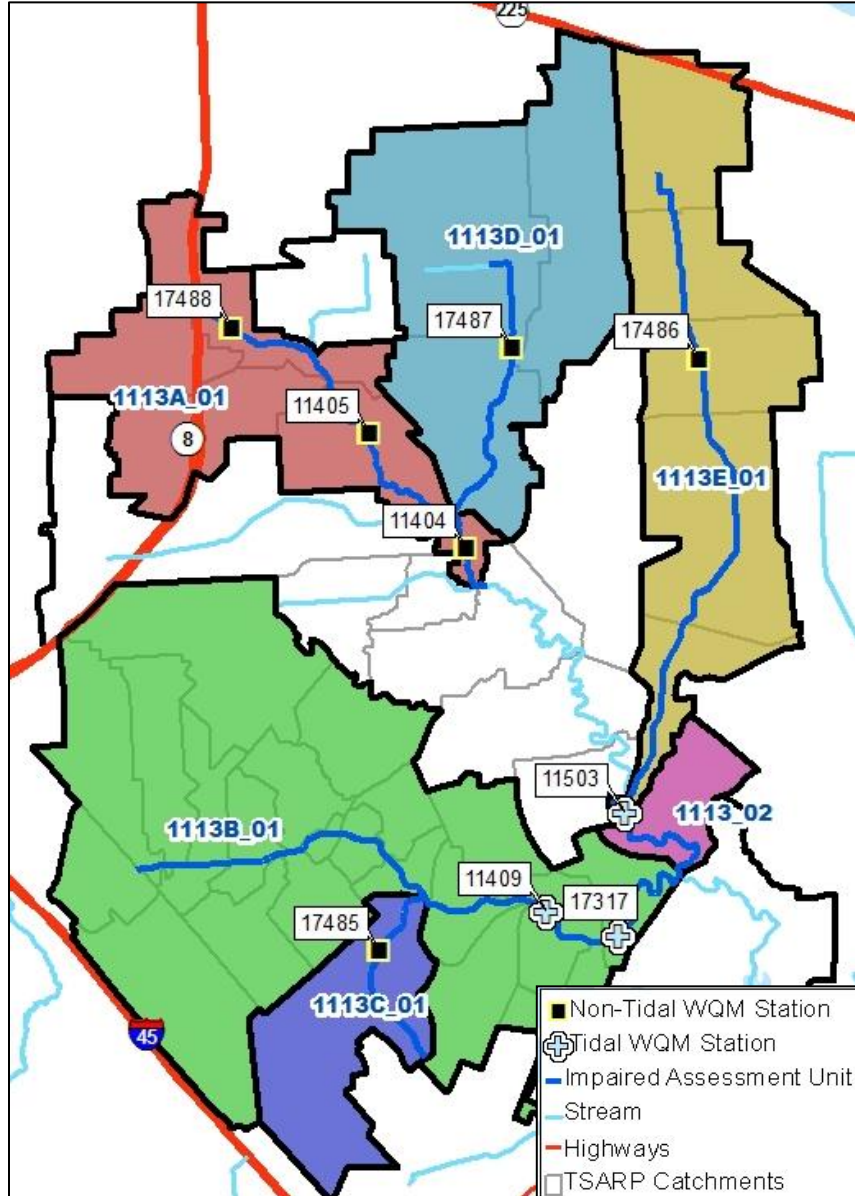 225
1113D_01
17488
17487
17486
1113A_01
11405
8
1113E_01
11404
11503
1113_02
1113B_01
11409
17317
17485
1113C_01
45
Non-Tidal WQM Station
Tidal WQM Station
Impaired Assessment Unit
Stream
Highways
TSARP Catchments